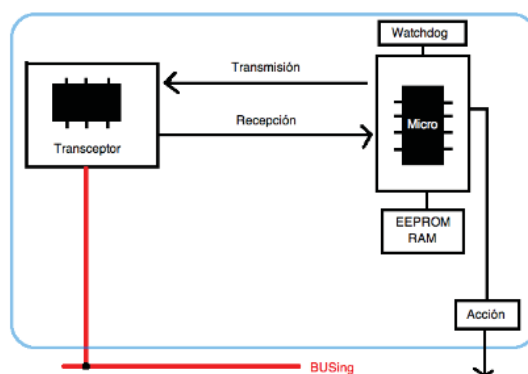 Watchdog
Transmisión
Recepción
Micro
Transceptor
EEPROM
RAM
Acción
BUSing